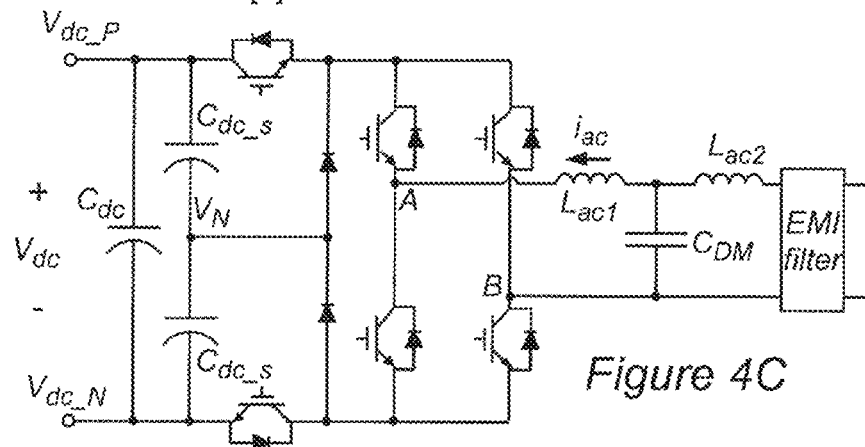 V_dc_P
C_dc_s
i_ac
L_ac2
+
C_dc
V_N
A
L_ac1
EMI
filter
V_dc
C_DM
B
-
C_dc_s
V_dc_N
Figure 4C